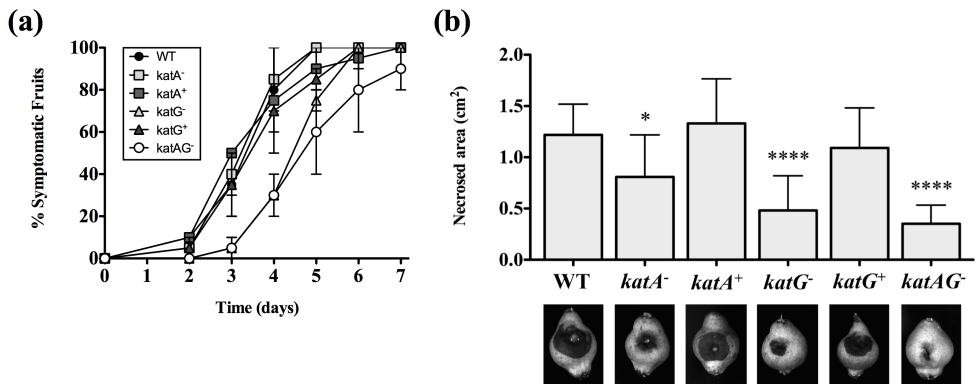 (a)
100
80
60
40
20
0
% Symptomatic Fruits
WT
katA-
katA+
katG-
katG+
katAG-
0 1 2 3 4 5 6 7
Time (days)
(b)
2.0
1.5
1.0
0.5
0.0
Necrosed area (cm²)
* **** ****
WT katA- katA+ katG- katG+ katAG-